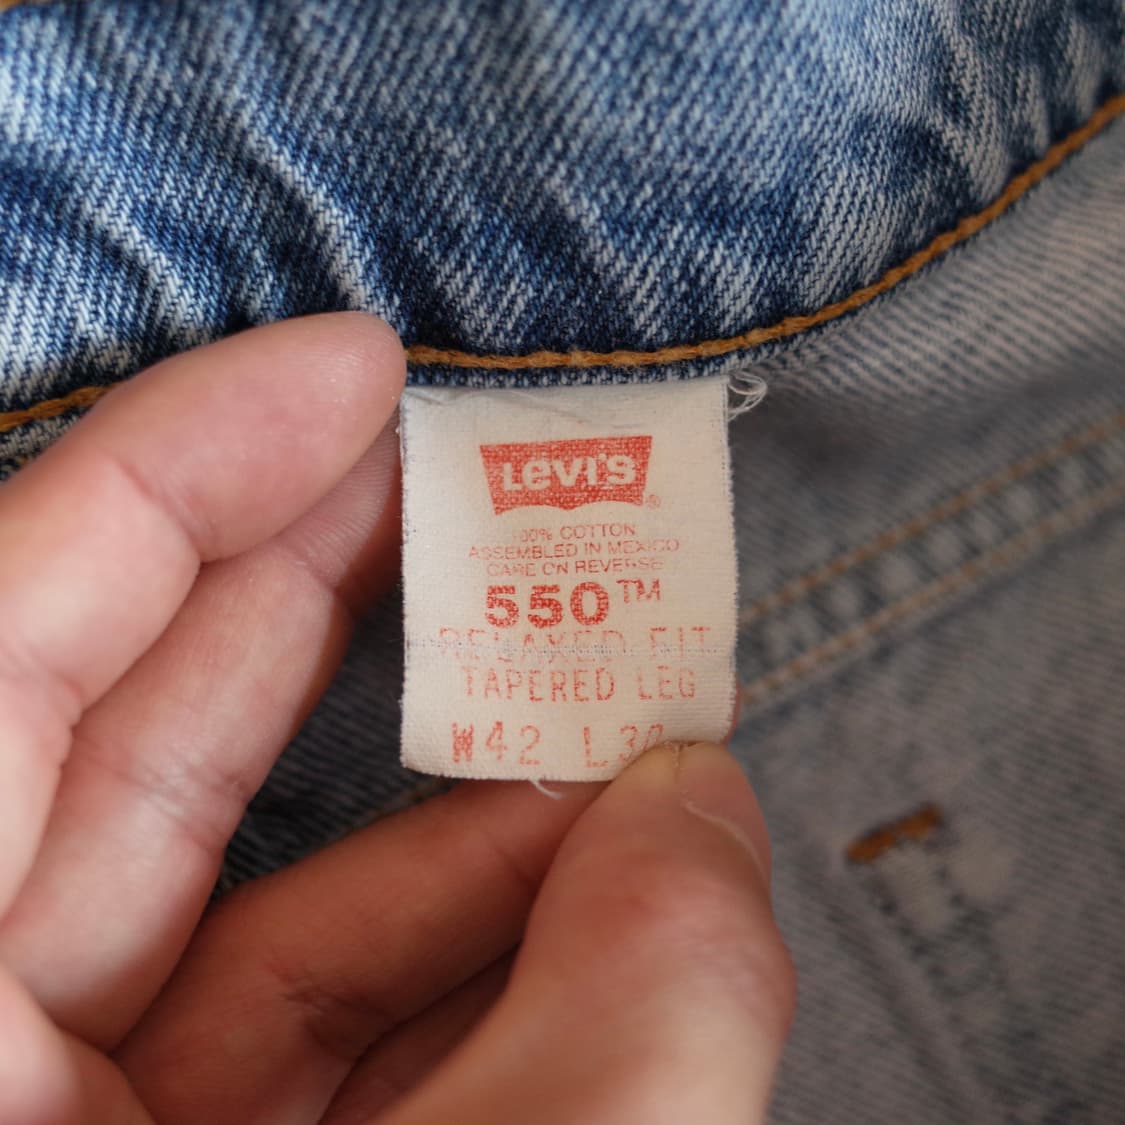 Levi's®
100% COTTON
ASSEMBLED IN MEXICO
CARE ON REVERSE
550™
RELAXED FIT
TAPERED LEG
W42